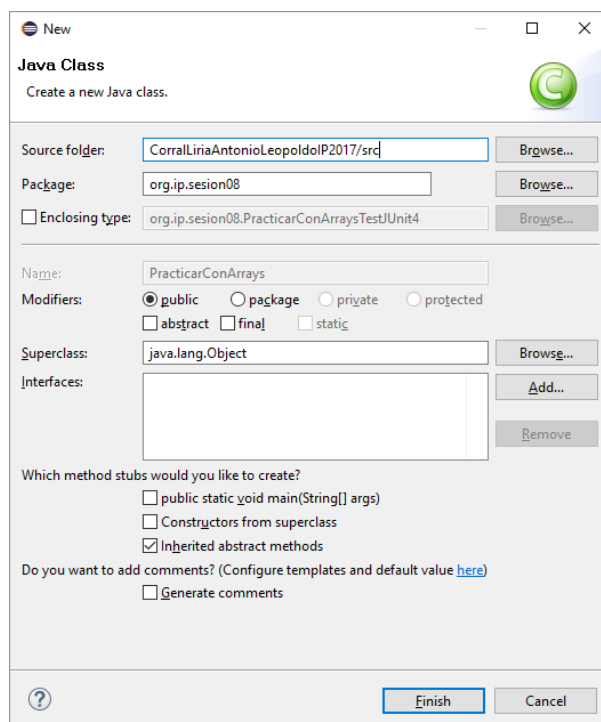 New
Java Class
Create a new Java class.
Source folder: CorralLiriaAntonioLeopoldoIP2017/src Browse...
Package: org.ip.sesion08 Browse...
Enclosing type: org.ip.sesion08.PracticarConArraysTestJUnit4 Browse...
Name: PracticarConArrays
Modifiers: public package private protected
abstract final static
Superclass: java.lang.Object Browse...
Interfaces: Add...
Remove
Which method stubs would you like to create?
public static void main(String[] args)
Constructors from superclass
Inherited abstract methods
Do you want to add comments? (Configure templates and default value here)
Generate comments
? Finish Cancel